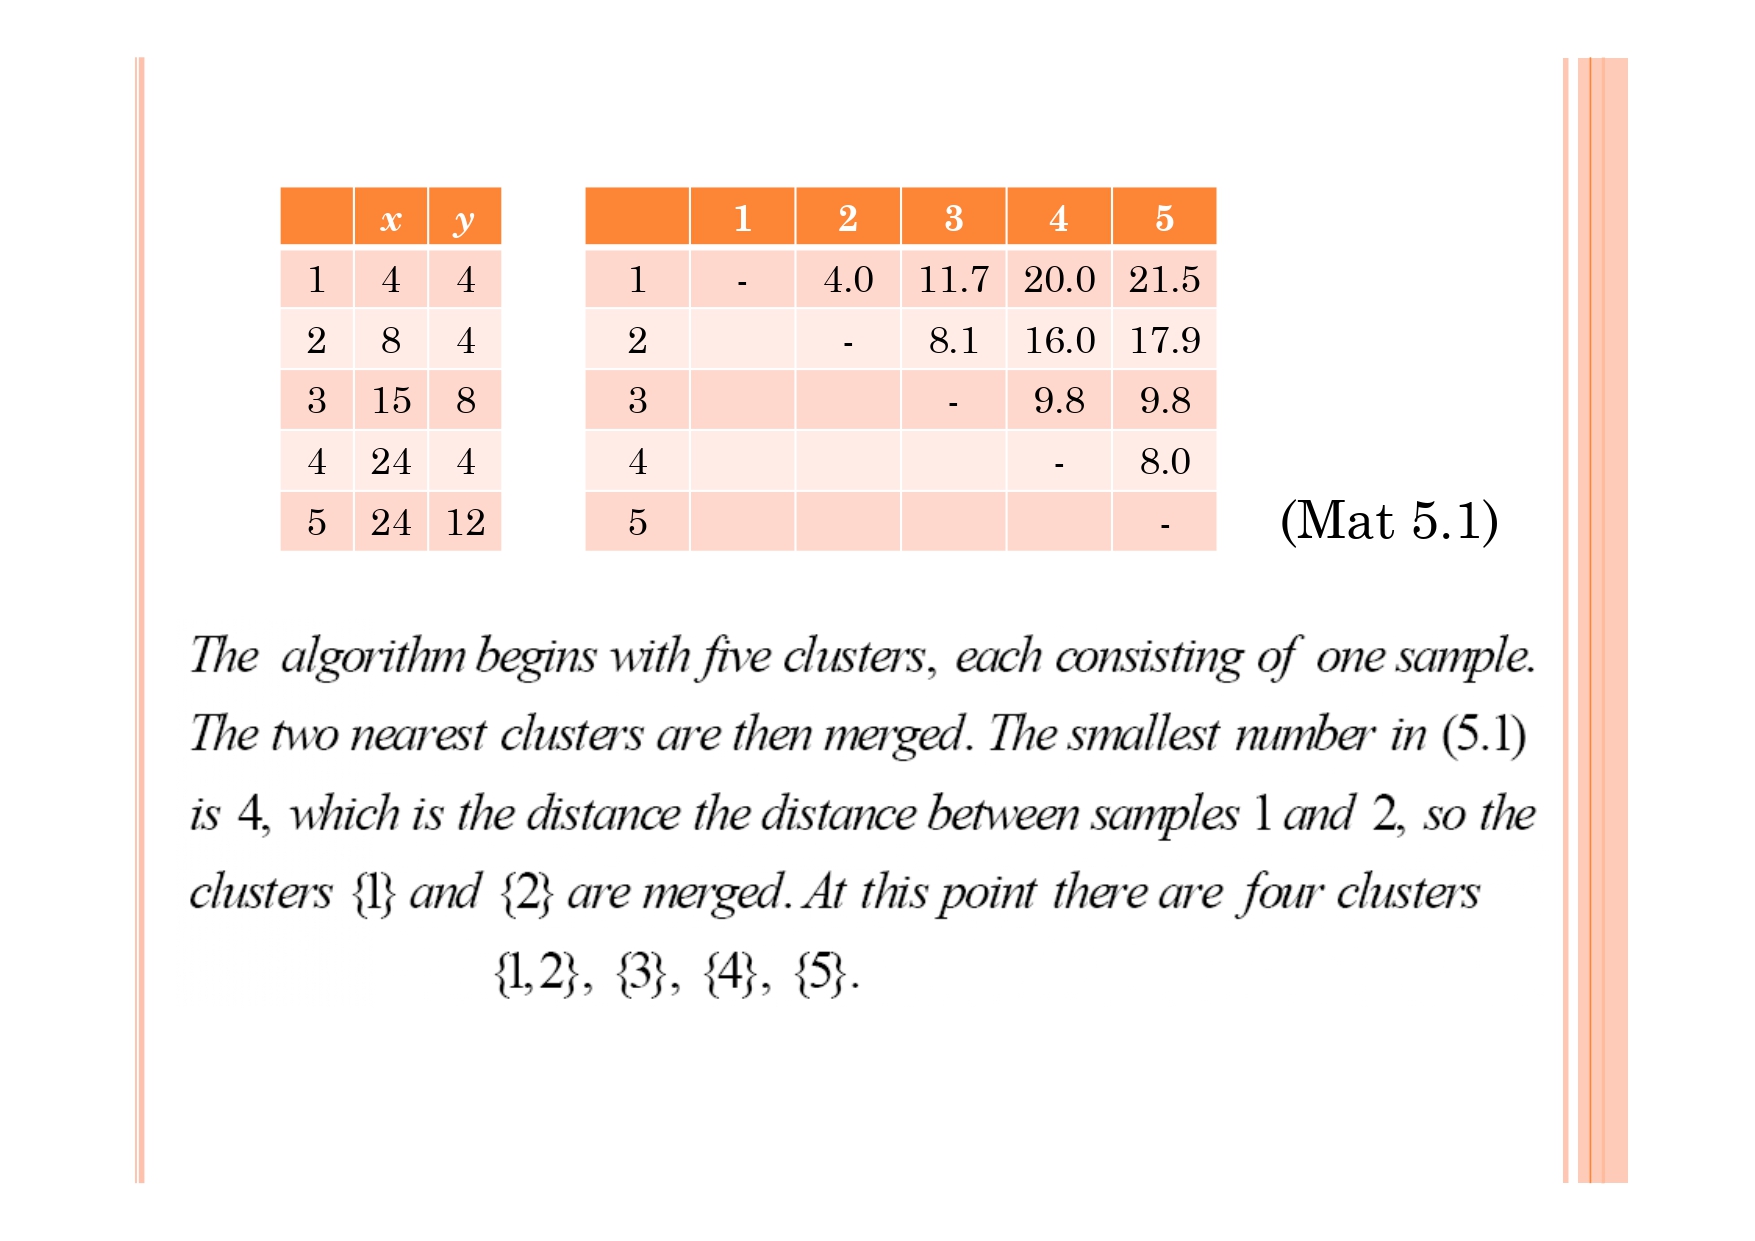 x y
1 4 4
2 8 4
3 15 8
4 24 4
5 24 12
1 2 3 4 5
1 - 4.0 11.7 20.0 21.5
2 - 8.1 16.0 17.9
3 - 9.8 9.8
4 - 8.0
5 -
(Mat 5.1)
The algorithm begins with five clusters, each consisting of one sample.
The two nearest clusters are then merged. The smallest number in (5.1)
is 4, which is the distance the distance between samples 1 and 2, so the
clusters {1} and {2} are merged. At this point there are four clusters
{1,2}, {3}, {4}, {5}.